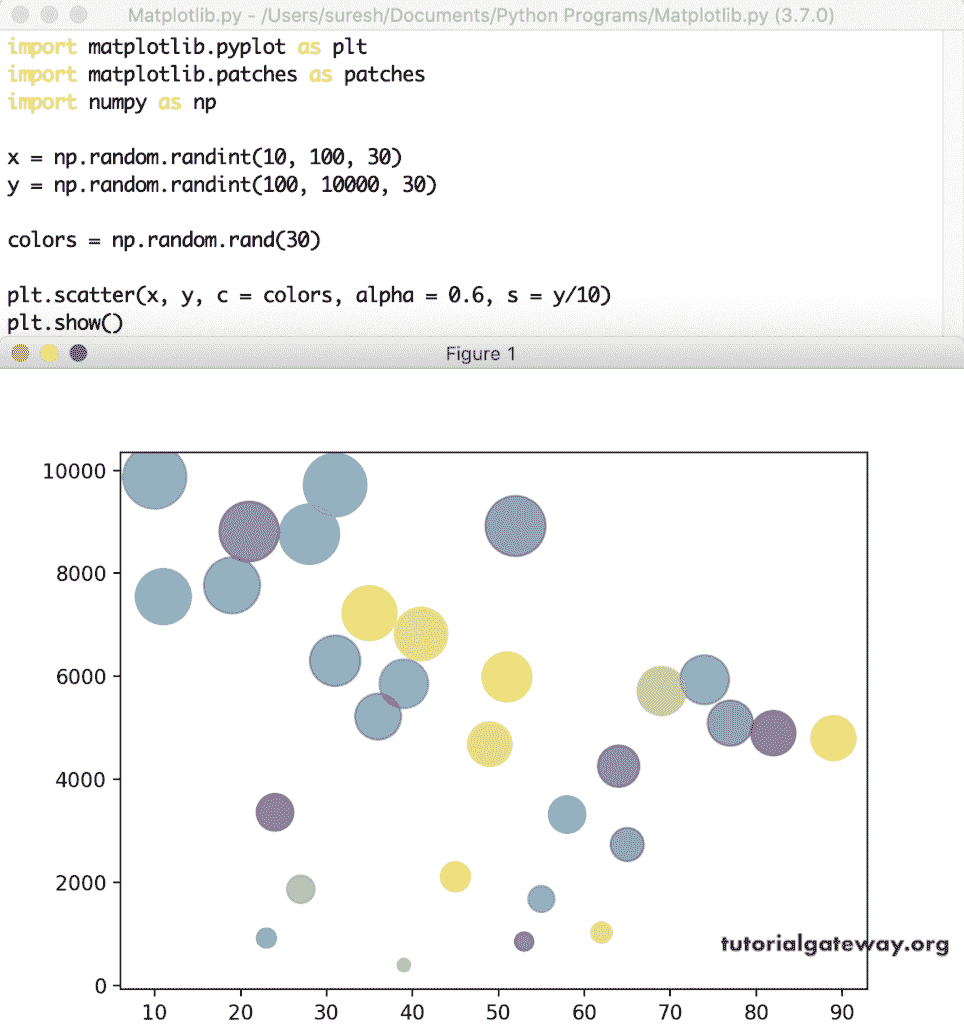 Matplotlib.py - /Users/suresh/Documents/Python Programs/Matplotlib.py (3.7.0)
import matplotlib.pyplot as plt
import matplotlib.patches as patches
import numpy as np
x = np.random.randint(10, 100, 30)
y = np.random.randint(100, 10000, 30)
colors = np.random.rand(30)
plt.scatter(x, y, c = colors, alpha = 0.6, s = y/10)
plt.show()
Figure 1
10000
8000
6000
4000
2000
0
tutorialgateway.org
10 20 30 40 50 60 70 80 90